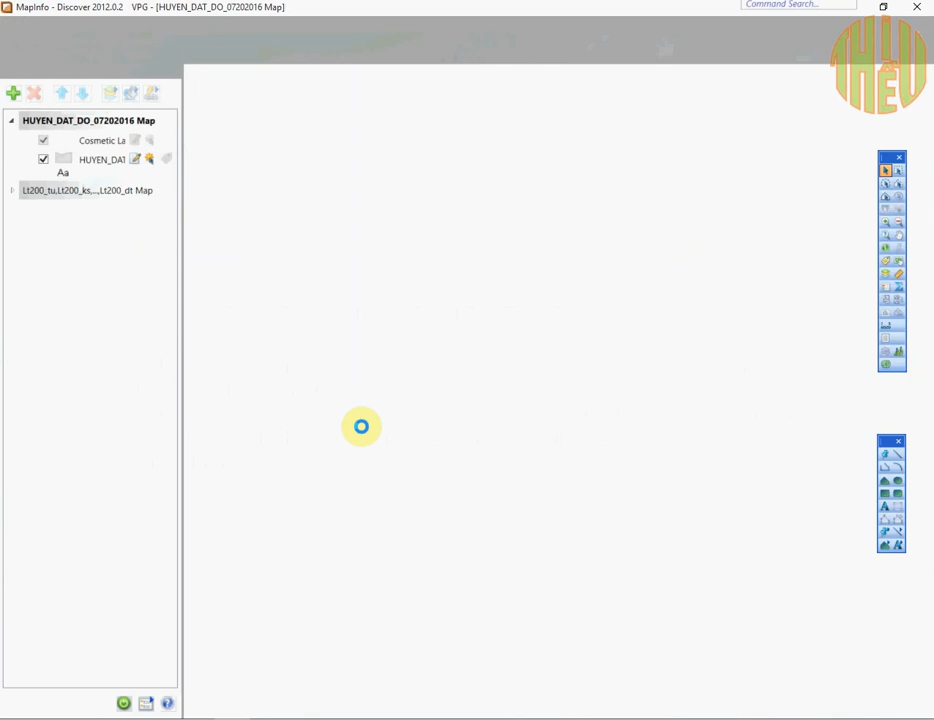 MapInfo - Discover 2012.0.2 VPG - [HUYEN_DAT_DO_07202016 Map]
Command Search...
HUYEN_DAT_DO_07202016 Map
Cosmetic La
HUYEN_DAT
Aa
Lt200_tu,Lt200_ks,...,Lt200_dt Map